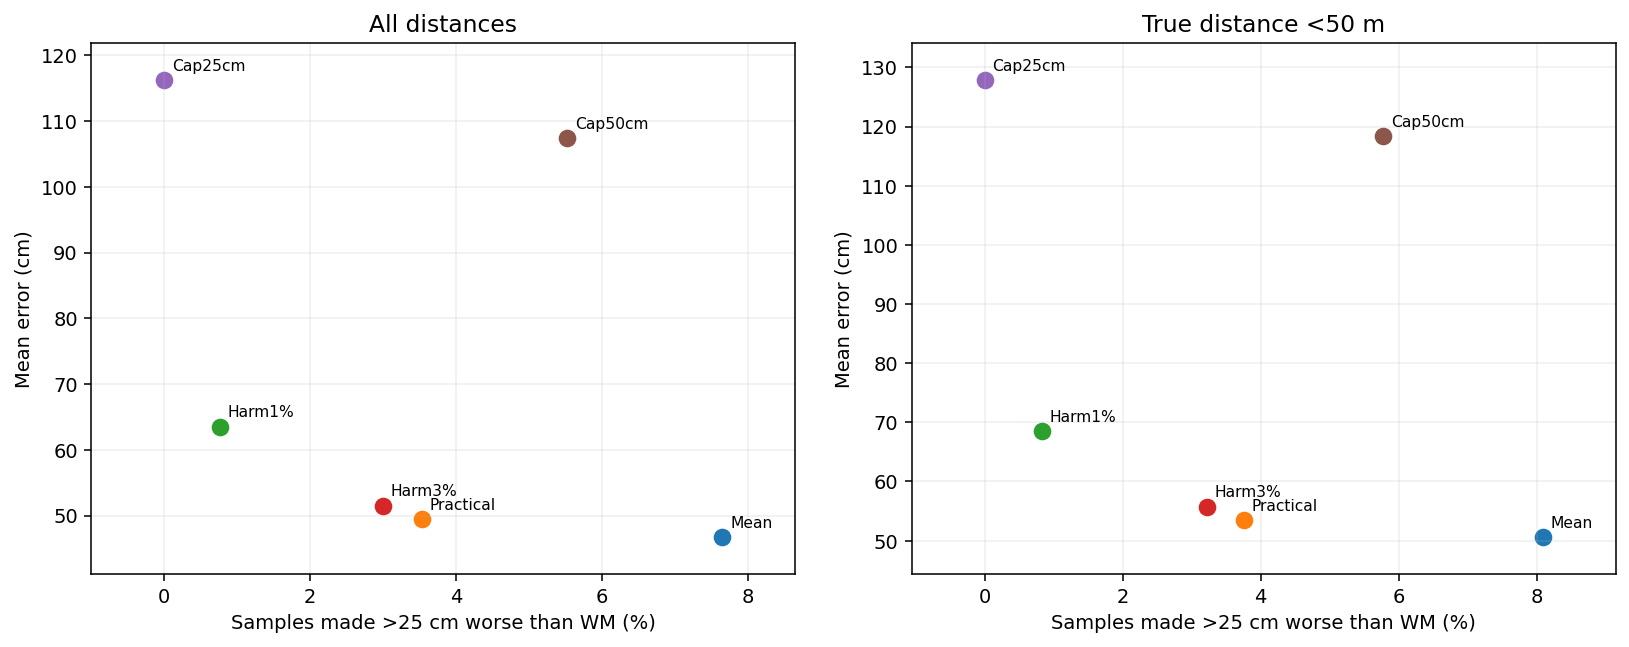 All distances
120
110
100
90
80
70
60
50
Mean error (cm)
Cap25cm
Cap50cm
Harm1%
Harm3%
Practical
Mean
0 2 4 6 8
Samples made >25 cm worse than WM (%)
True distance <50 m
130
120
110
100
90
80
70
60
50
Mean error (cm)
Cap25cm
Cap50cm
Harm1%
Harm3%
Practical
Mean
0 2 4 6 8
Samples made >25 cm worse than WM (%)